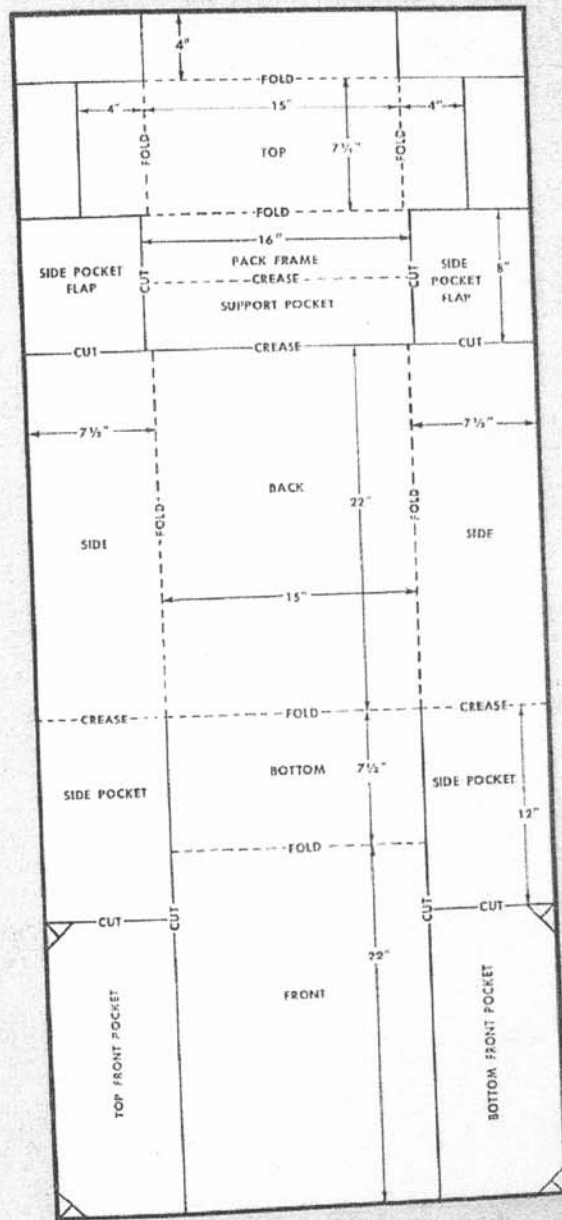 4"
FOLD
4"
15"
4"
FOLD
TOP
7½"
FOLD
FOLD
16"
SIDE POCKET
FLAP
CUT
PACK FRAME
CREASE
SUPPORT POCKET
CUT
SIDE
POCKET
FLAP
8"
CUT
CREASE
CUT
7½"
7½"
BACK
22"
FOLD
FOLD
SIDE
SIDE
15"
CREASE
FOLD
CREASE
BOTTOM
7½"
SIDE POCKET
SIDE POCKET
12"
FOLD
CUT
CUT
CUT
CUT
22"
FRONT
TOP FRONT POCKET
BOTTOM FRONT POCKET